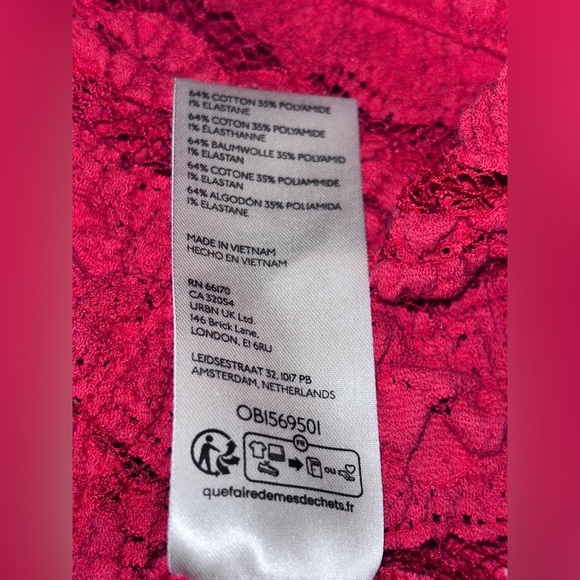 64% COTTON 35% POLYAMIDE
1% ELASTANE
64% COTON 35% POLYAMIDE
1% ÉLASTHANNE
64% BAUMWOLLE 35% POLYAMID
1% ELASTAN
64% COTONE 35% POLIAMMIDE
1% ELASTAN
64% ALGODÓN 35% POLIAMIDA
1% ELASTANE
MADE IN VIETNAM
HECHO EN VIETNAM
RN 66170
CA 32054
URBN UK Ltd.
146 Brick Lane,
LONDON, E1 6RU
LEIDSESTRAAT 32, 1017 PB
AMSTERDAM, NETHERLANDS
OB1569501
FR
OU
quefairedemesdechets.fr